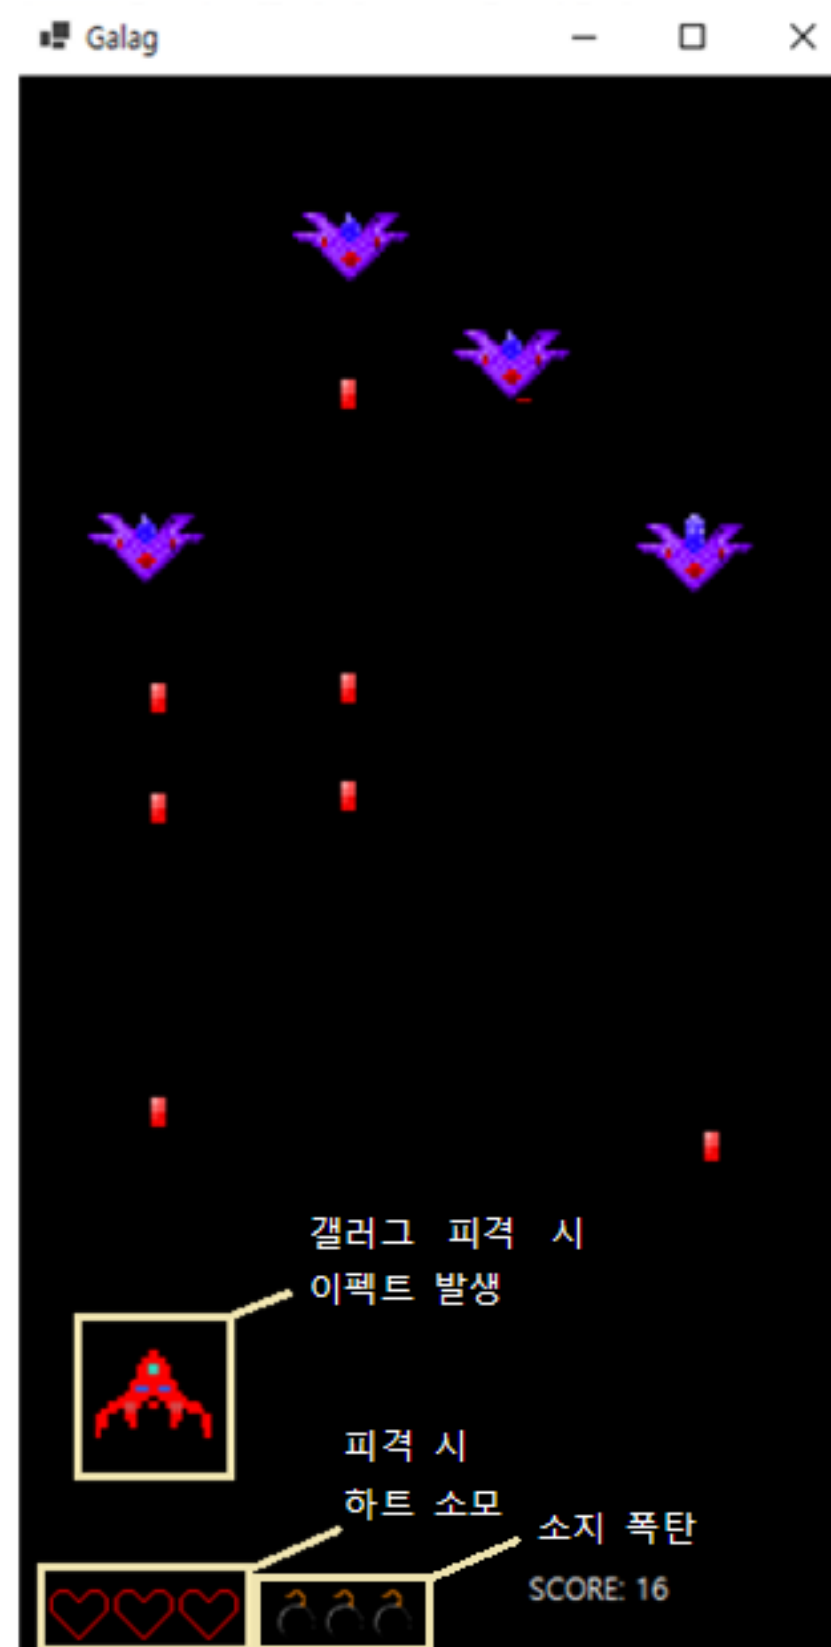 Galag
갤러그 피격 시
이펙트 발생
피격 시
하트 소모
소지 폭탄
SCORE: 16